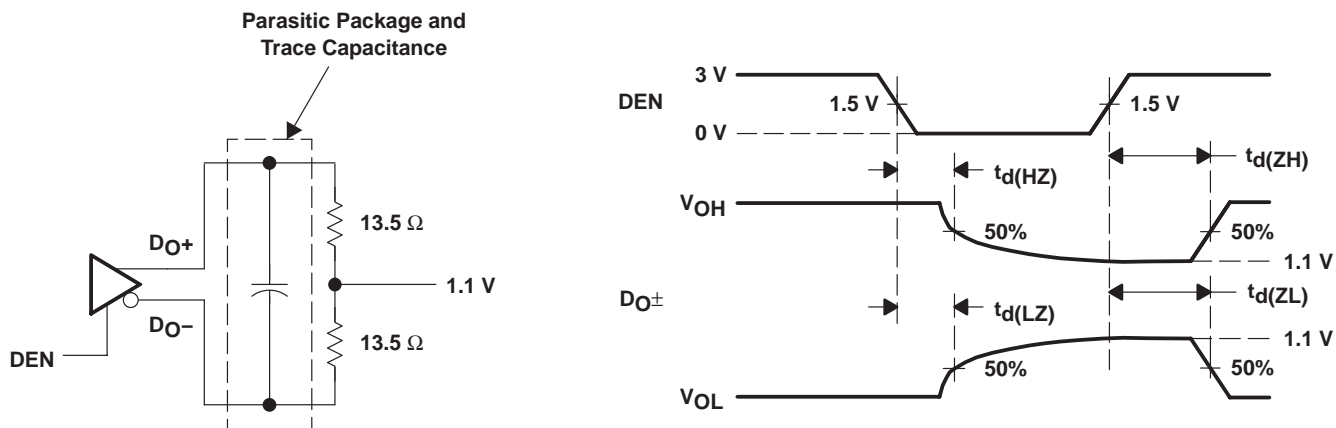 Parasitic Package and
Trace Capacitance
DO+
DO−
DEN
13.5 Ω
1.1 V
13.5 Ω
DEN
3 V
1.5 V
1.5 V
0 V
td(HZ)
td(ZH)
VOH
50%
50%
1.1 V
DO±
td(LZ)
td(ZL)
1.1 V
50%
50%
VOL